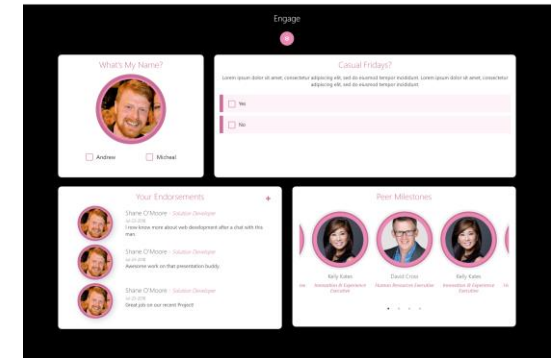 Engage
What's My Name?
Andrew
Micheal
Casual Fridays?
Lorem ipsum dolor sit amet, consectetur adipiscing elit, sed do eiusmod tempor incididunt. Lorem ipsum dolor sit amet, consectetur
adipiscing elit, sed do eiusmod tempor incididunt.
Yes
No
Your Endorsements
+
Shane O'Moore - Solution Developer
I now know more about web development after a chat with this
man.
Shane O'Moore - Solution Developer
Awesome work on that presentation buddy.
Shane O'Moore - Solution Developer
Great job on our recent Project!
Peer Milestones
Kelly Kates
Innovation & Experience
Executive
David Cross
Human Resources Executive
Kelly Kates
Innovation & Experience
Executive